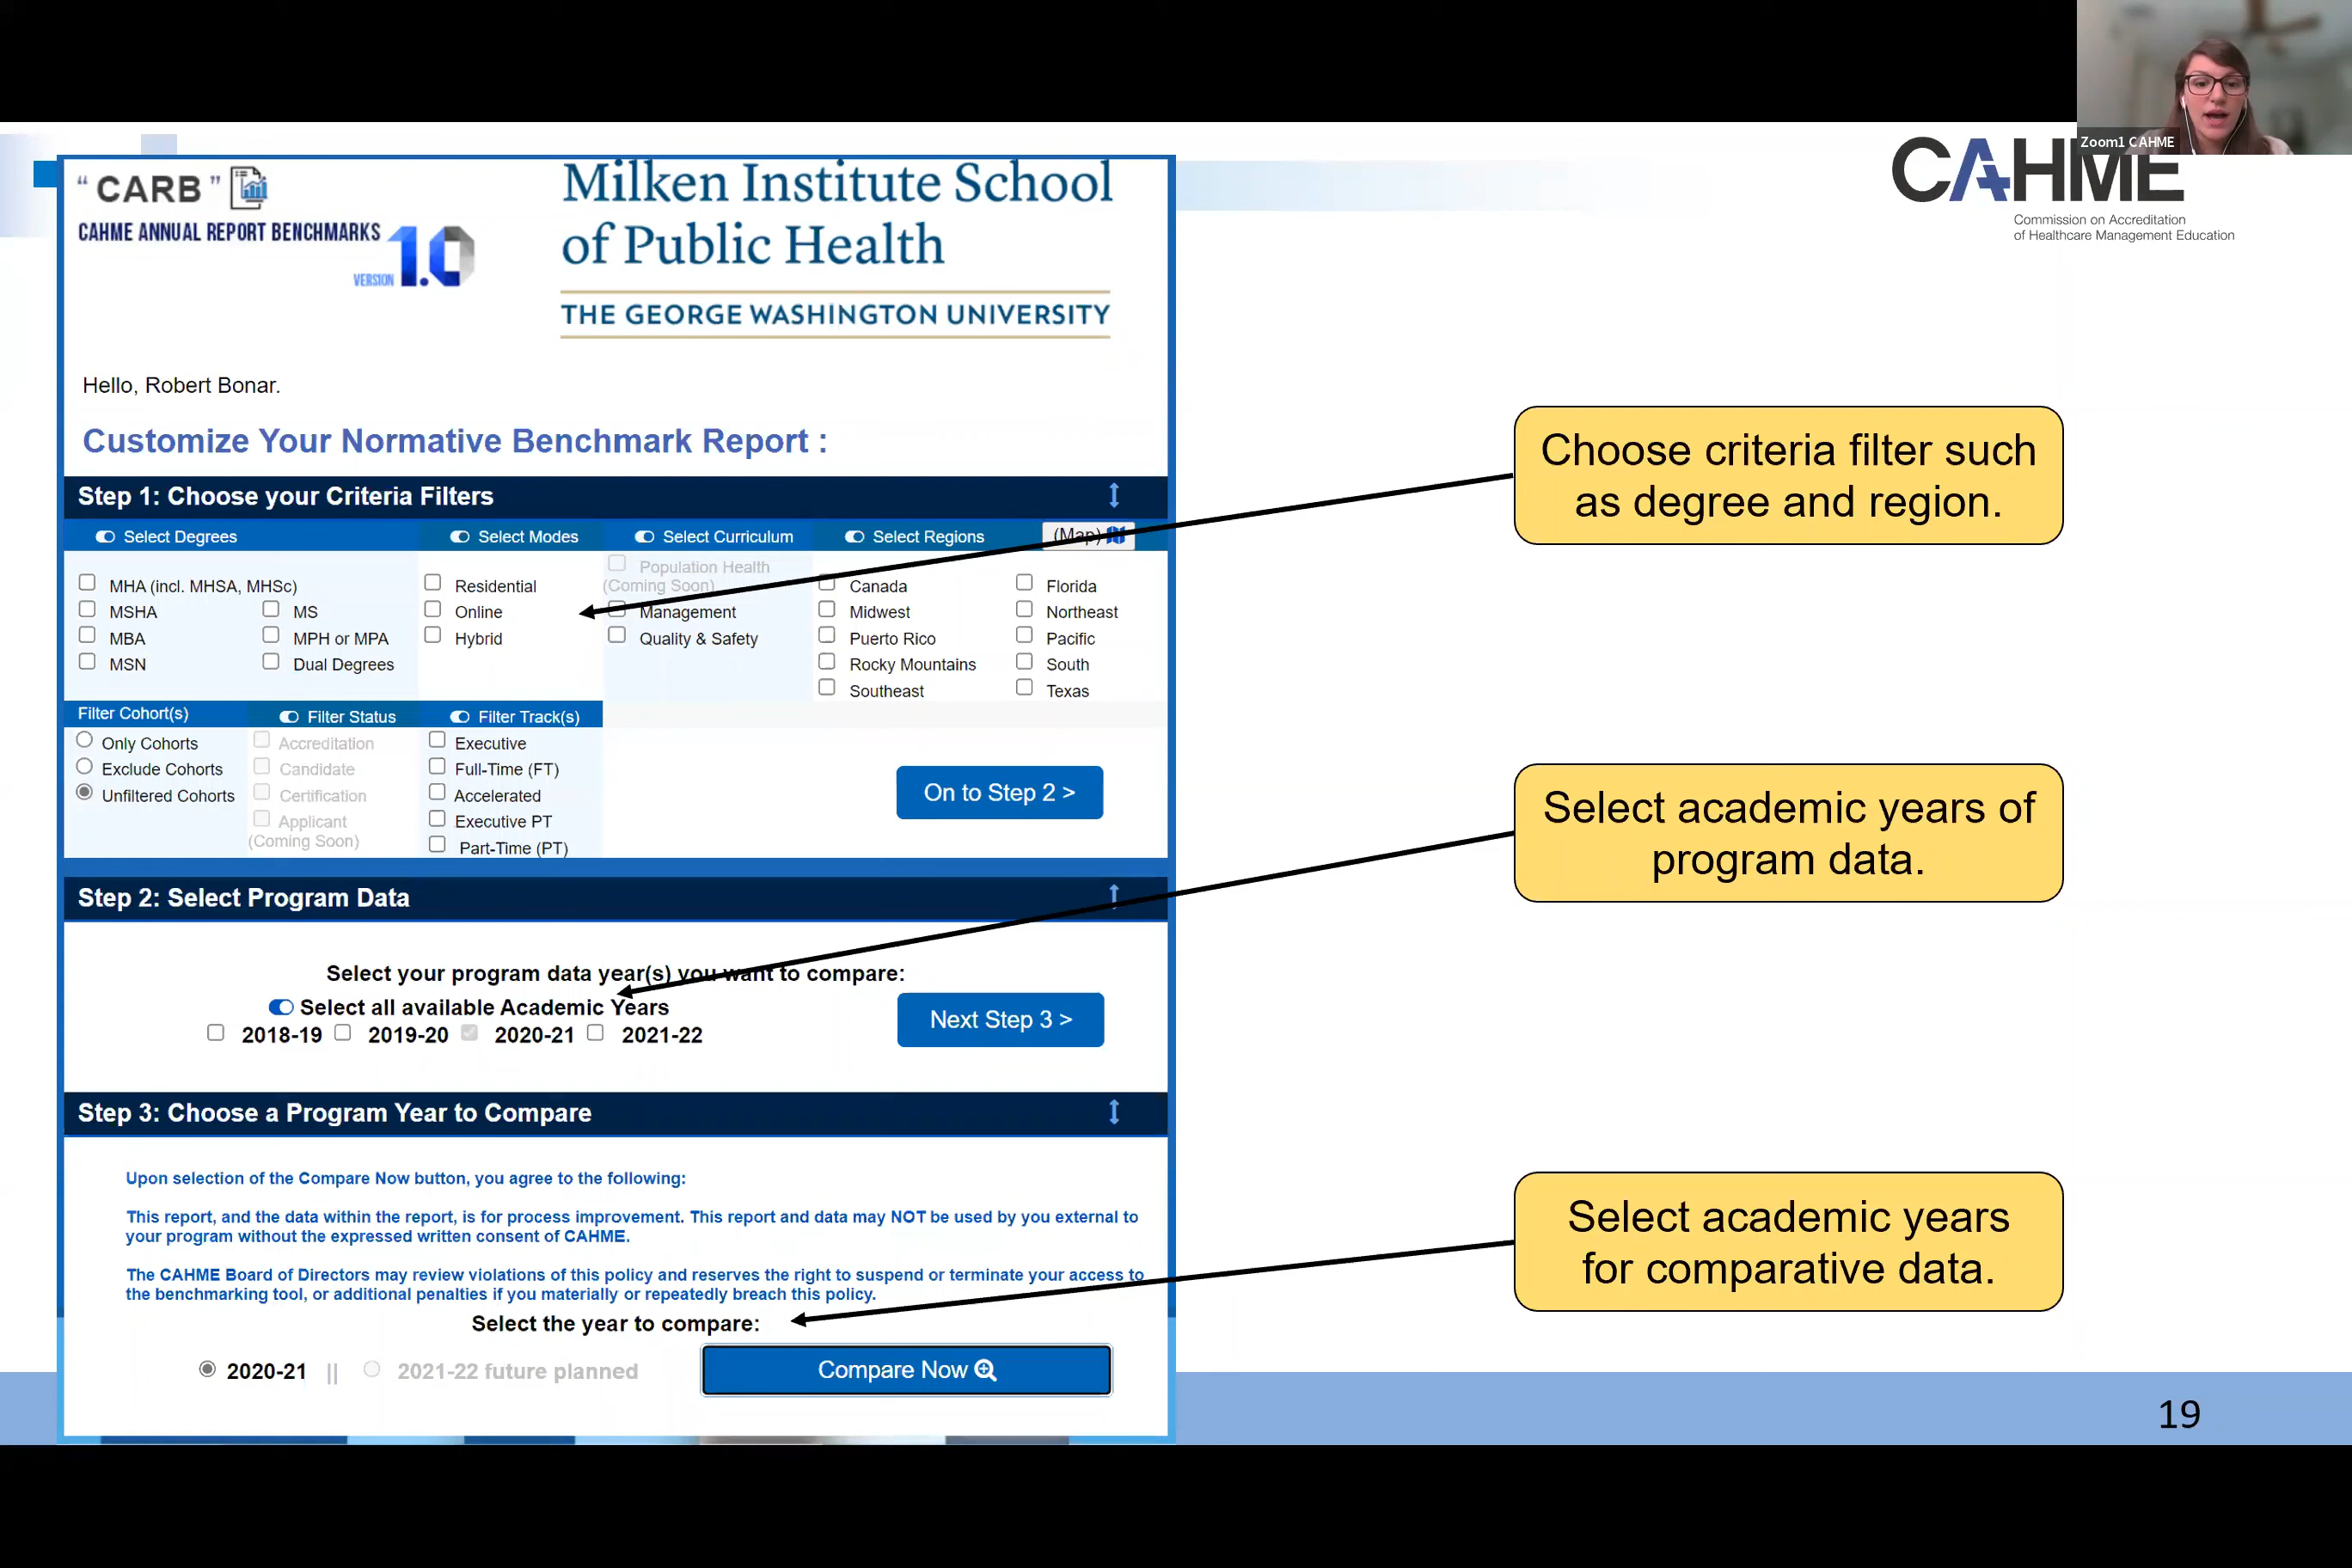 Zoom1 CAHME
CAHME
Commission on Accreditation
of Healthcare Management Education
“ CARB ”
CAHME ANNUAL REPORT BENCHMARKS
VERSION 1.0
Milken Institute School
of Public Health
THE GEORGE WASHINGTON UNIVERSITY
Hello, Robert Bonar.
Customize Your Normative Benchmark Report :
Step 1: Choose your Criteria Filters
Select Degrees Select Modes Select Curriculum Select Regions (Map)
MHA (incl. MHSA, MHSc)
MSHA MS
MBA MPH or MPA
MSN Dual Degrees
Residential
Online
Hybrid
Population Health
(Coming Soon)
Management
Quality & Safety
Canada Florida
Midwest Northeast
Puerto Rico Pacific
Rocky Mountains South
Southeast Texas
Filter Cohort(s) Filter Status Filter Track(s)
Only Cohorts
Exclude Cohorts
Unfiltered Cohorts
Accreditation
Candidate
Certification
Applicant
(Coming Soon)
Executive
Full-Time (FT)
Accelerated
Executive PT
Part-Time (PT)
On to Step 2 >
Step 2: Select Program Data
Select your program data year(s) you want to compare:
Select all available Academic Years
2018-19 2019-20 2020-21 2021-22
Next Step 3 >
Step 3: Choose a Program Year to Compare
Upon selection of the Compare Now button, you agree to the following:
This report, and the data within the report, is for process improvement. This report and data may NOT be used by you external to
your program without the expressed written consent of CAHME.
The CAHME Board of Directors may review violations of this policy and reserves the right to suspend or terminate your access to
the benchmarking tool, or additional penalties if you materially or repeatedly breach this policy.
Select the year to compare:
2020-21 || 2021-22 future planned
Compare Now
Choose criteria filter such
as degree and region.
Select academic years of
program data.
Select academic years
for comparative data.
19